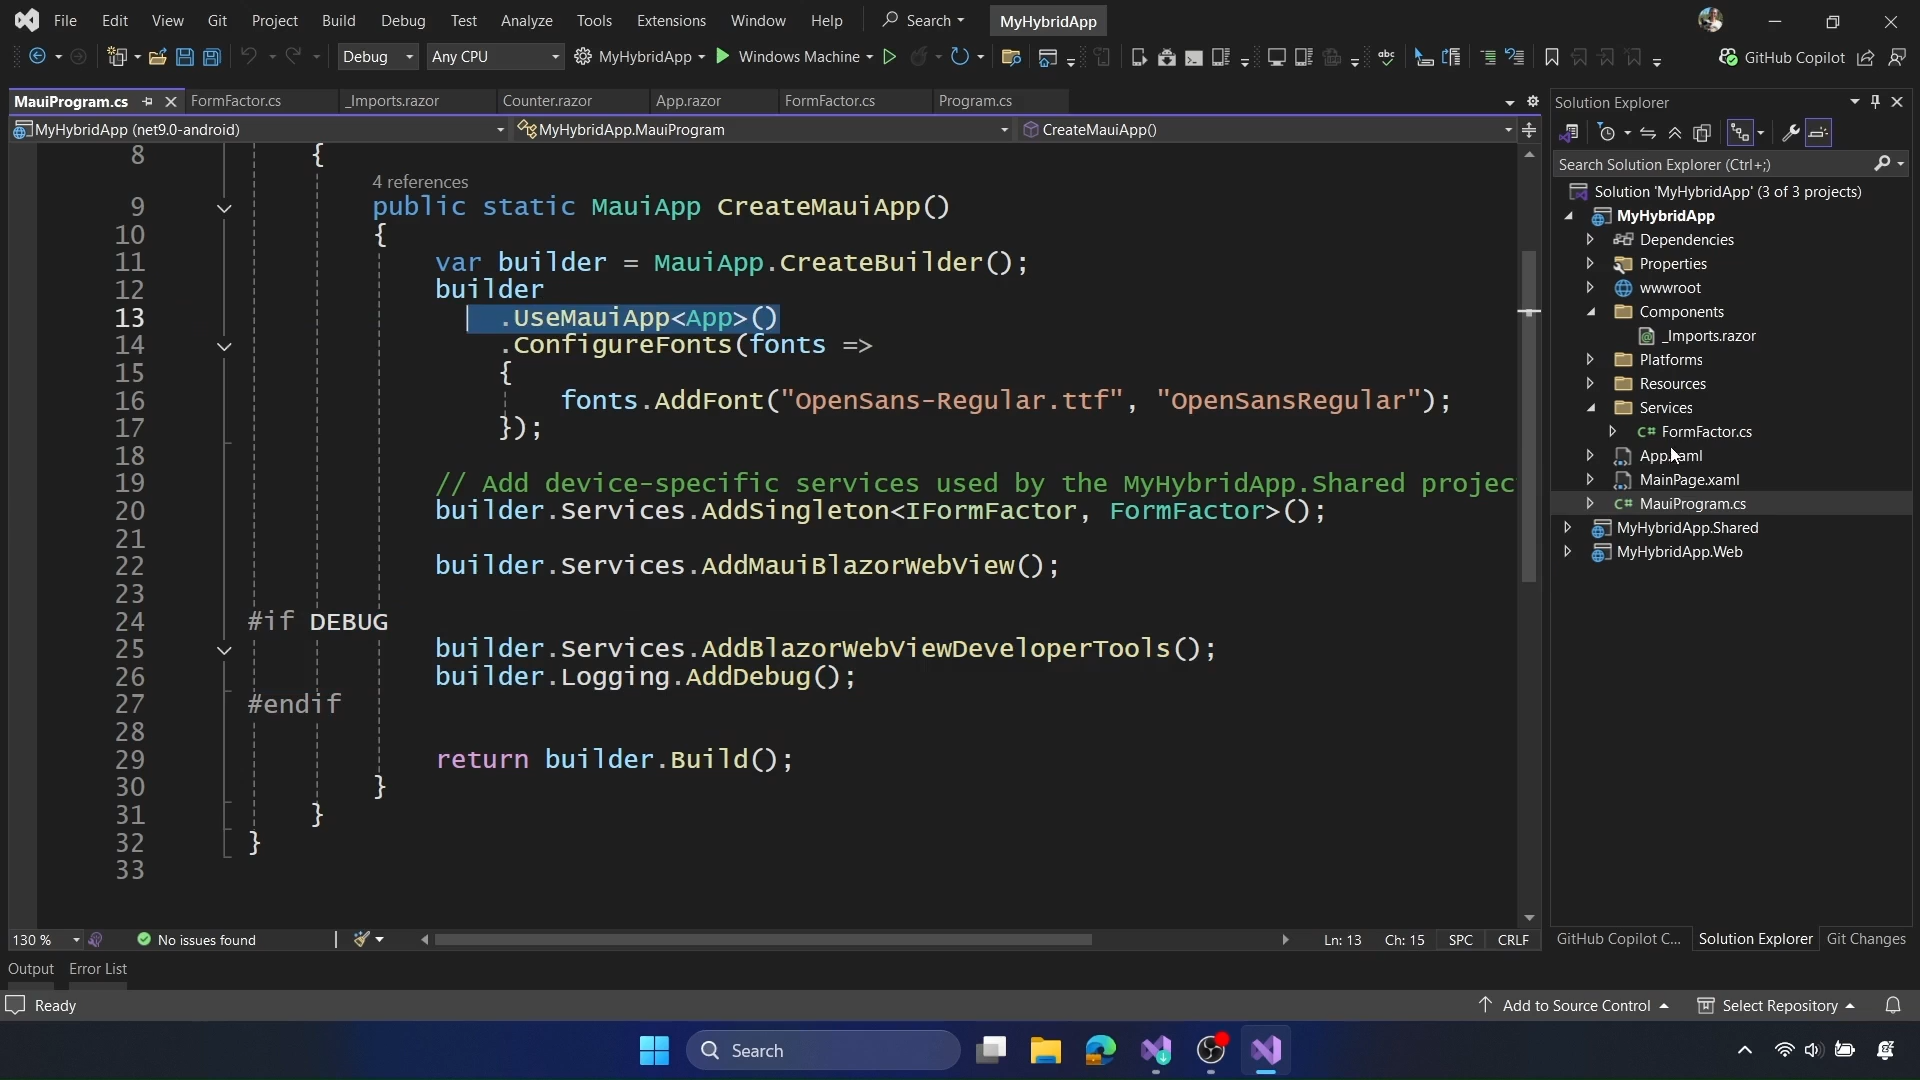 File Edit View Git Project Build Debug Test Analyze Tools Extensions Window Help Search MyHybridApp
Debug Any CPU MyHybridApp Windows Machine abc GitHub Copilot
MauiProgram.cs FormFactor.cs _Imports.razor Counter.razor App.razor FormFactor.cs Program.cs
MyHybridApp (net9.0-android) MyHybridApp.MauiProgram CreateMauiApp()
8 {
4 references
9 public static MauiApp CreateMauiApp()
10 {
11 var builder = MauiApp.CreateBuilder();
12 builder
13 .UseMauiApp<App>()
14 .ConfigureFonts(fonts =>
15 {
16 fonts.AddFont("OpenSans-Regular.ttf", "OpenSansRegular");
17 });
18
19 // Add device-specific services used by the MyHybridApp.Shared projec
20 builder.Services.AddSingleton<IFormFactor, FormFactor>();
21
22 builder.Services.AddMauiBlazorWebView();
23
24 #if DEBUG
25 builder.Services.AddBlazorWebViewDeveloperTools();
26 builder.Logging.AddDebug();
27 #endif
28
29 return builder.Build();
30 }
31 }
32 }
33
130 % No issues found Ln: 13 Ch: 15 SPC CRLF
Output Error List
Solution Explorer
Search Solution Explorer (Ctrl+;)
Solution 'MyHybridApp' (3 of 3 projects)
MyHybridApp
Dependencies
Properties
wwwroot
Components
_Imports.razor
Platforms
Resources
Services
C# FormFactor.cs
App.xaml
MainPage.xaml
C# MauiProgram.cs
MyHybridApp.Shared
MyHybridApp.Web
GitHub Copilot C... Solution Explorer Git Changes
Ready Add to Source Control Select Repository
Search